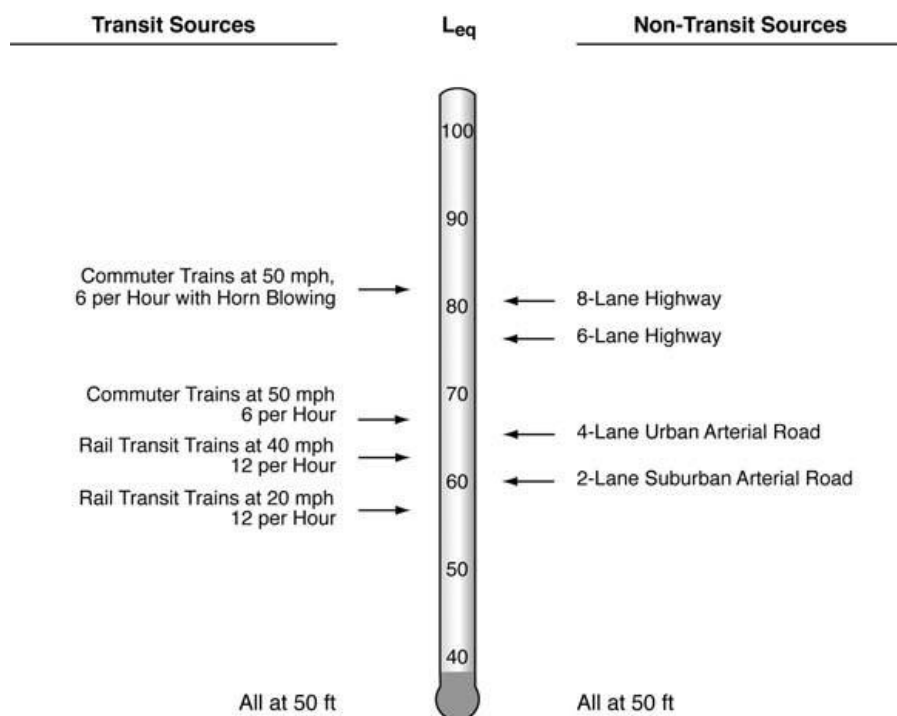 Transit Sources
Leq
Non-Transit Sources
100
90
Commuter Trains at 50 mph,
6 per Hour with Horn Blowing
80
8-Lane Highway
6-Lane Highway
70
Commuter Trains at 50 mph
6 per Hour
4-Lane Urban Arterial Road
Rail Transit Trains at 40 mph
12 per Hour
60
2-Lane Suburban Arterial Road
Rail Transit Trains at 20 mph
12 per Hour
50
40
All at 50 ft
All at 50 ft